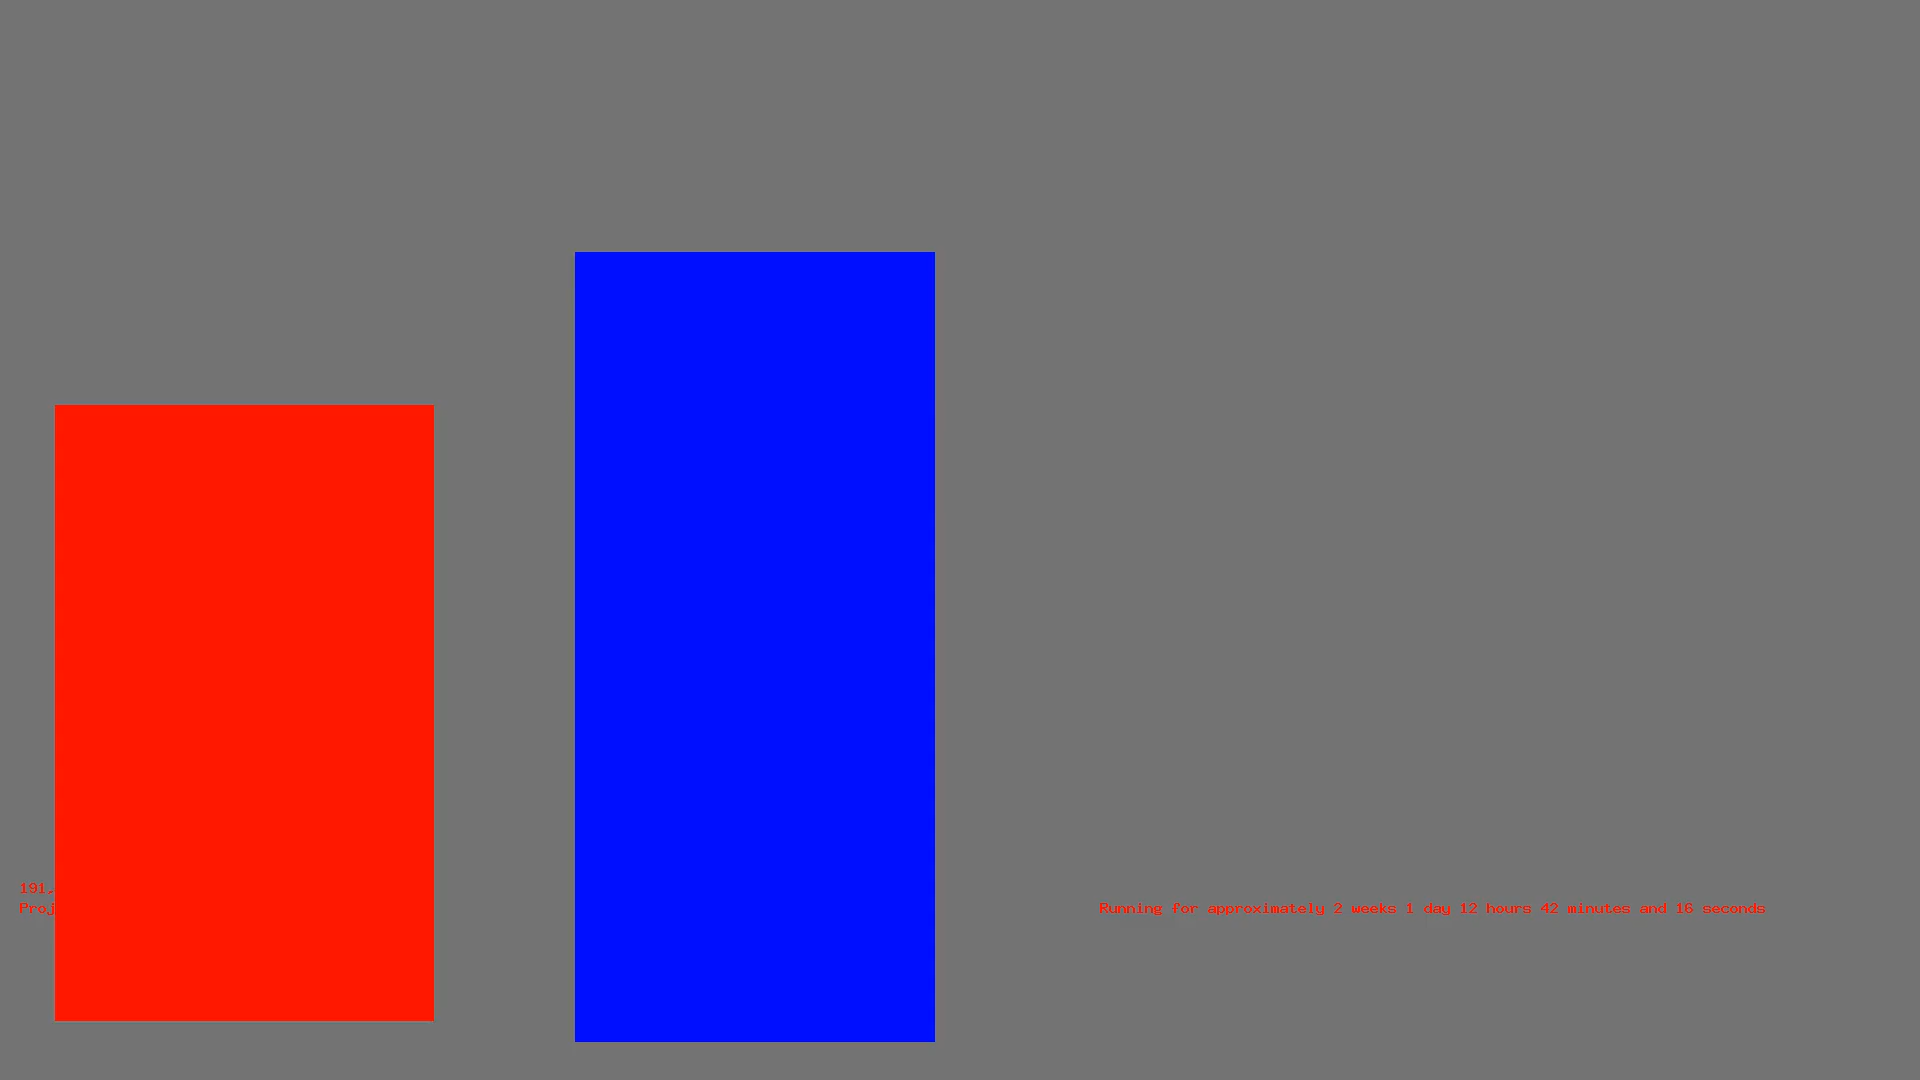 191,
Proj
Running for approximately 2 weeks 1 day 12 hours 42 minutes and 16 seconds